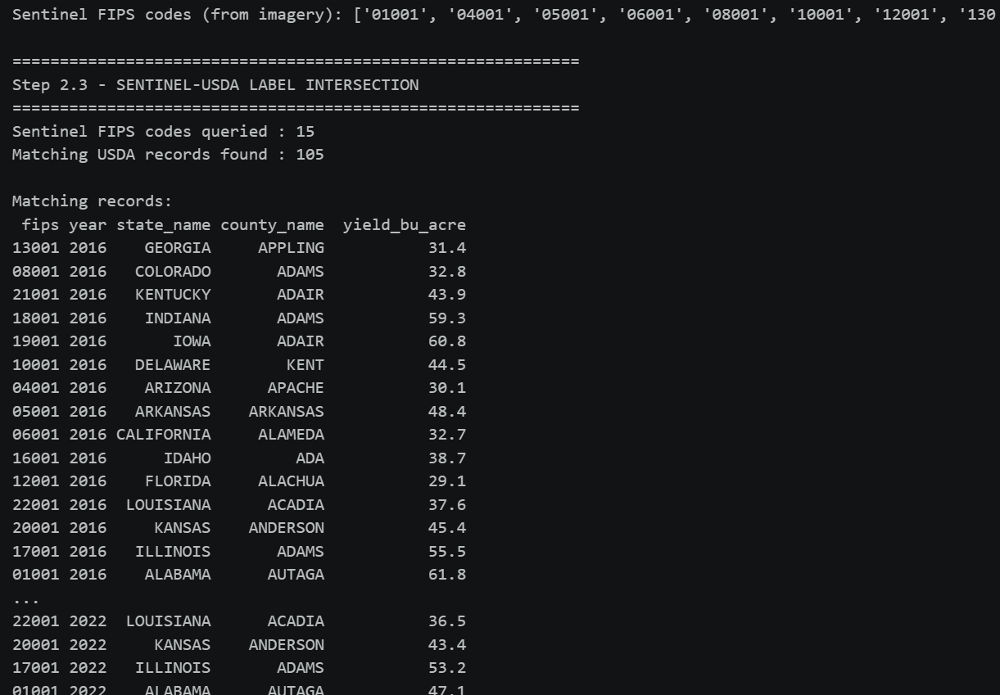 Sentinel FIPS codes (from imagery): ['01001', '04001', '05001', '06001', '08001', '10001', '12001', '130
============================================================
Step 2.3 - SENTINEL-USDA LABEL INTERSECTION
============================================================
Sentinel FIPS codes queried : 15
Matching USDA records found : 105
Matching records:
fips year state_name county_name yield_bu_acre
13001 2016 GEORGIA APPLING 31.4
08001 2016 COLORADO ADAMS 32.8
21001 2016 KENTUCKY ADAIR 43.9
18001 2016 INDIANA ADAMS 59.3
19001 2016 IOWA ADAIR 60.8
10001 2016 DELAWARE KENT 44.5
04001 2016 ARIZONA APACHE 30.1
05001 2016 ARKANSAS ARKANSAS 48.4
06001 2016 CALIFORNIA ALAMEDA 32.7
16001 2016 IDAHO ADA 38.7
12001 2016 FLORIDA ALACHUA 29.1
22001 2016 LOUISIANA ACADIA 37.6
20001 2016 KANSAS ANDERSON 45.4
17001 2016 ILLINOIS ADAMS 55.5
01001 2016 ALABAMA AUTAGA 61.8
...
22001 2022 LOUISIANA ACADIA 36.5
20001 2022 KANSAS ANDERSON 43.4
17001 2022 ILLINOIS ADAMS 53.2
01001 2022 ALABAMA AUTAGA 47.1